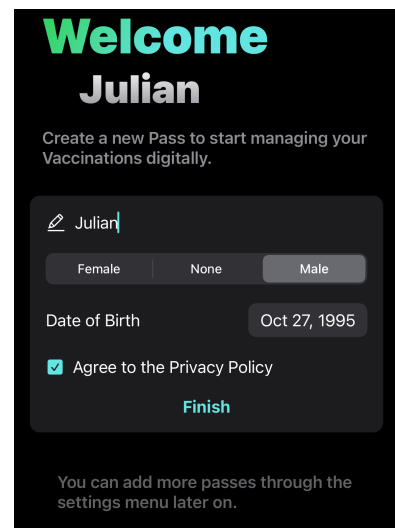 Welcome
Julian
Create a new Pass to start managing your
Vaccinations digitally.
Julian
Female None Male
Date of Birth Oct 27, 1995
Agree to the Privacy Policy
Finish
You can add more passes through the
settings menu later on.